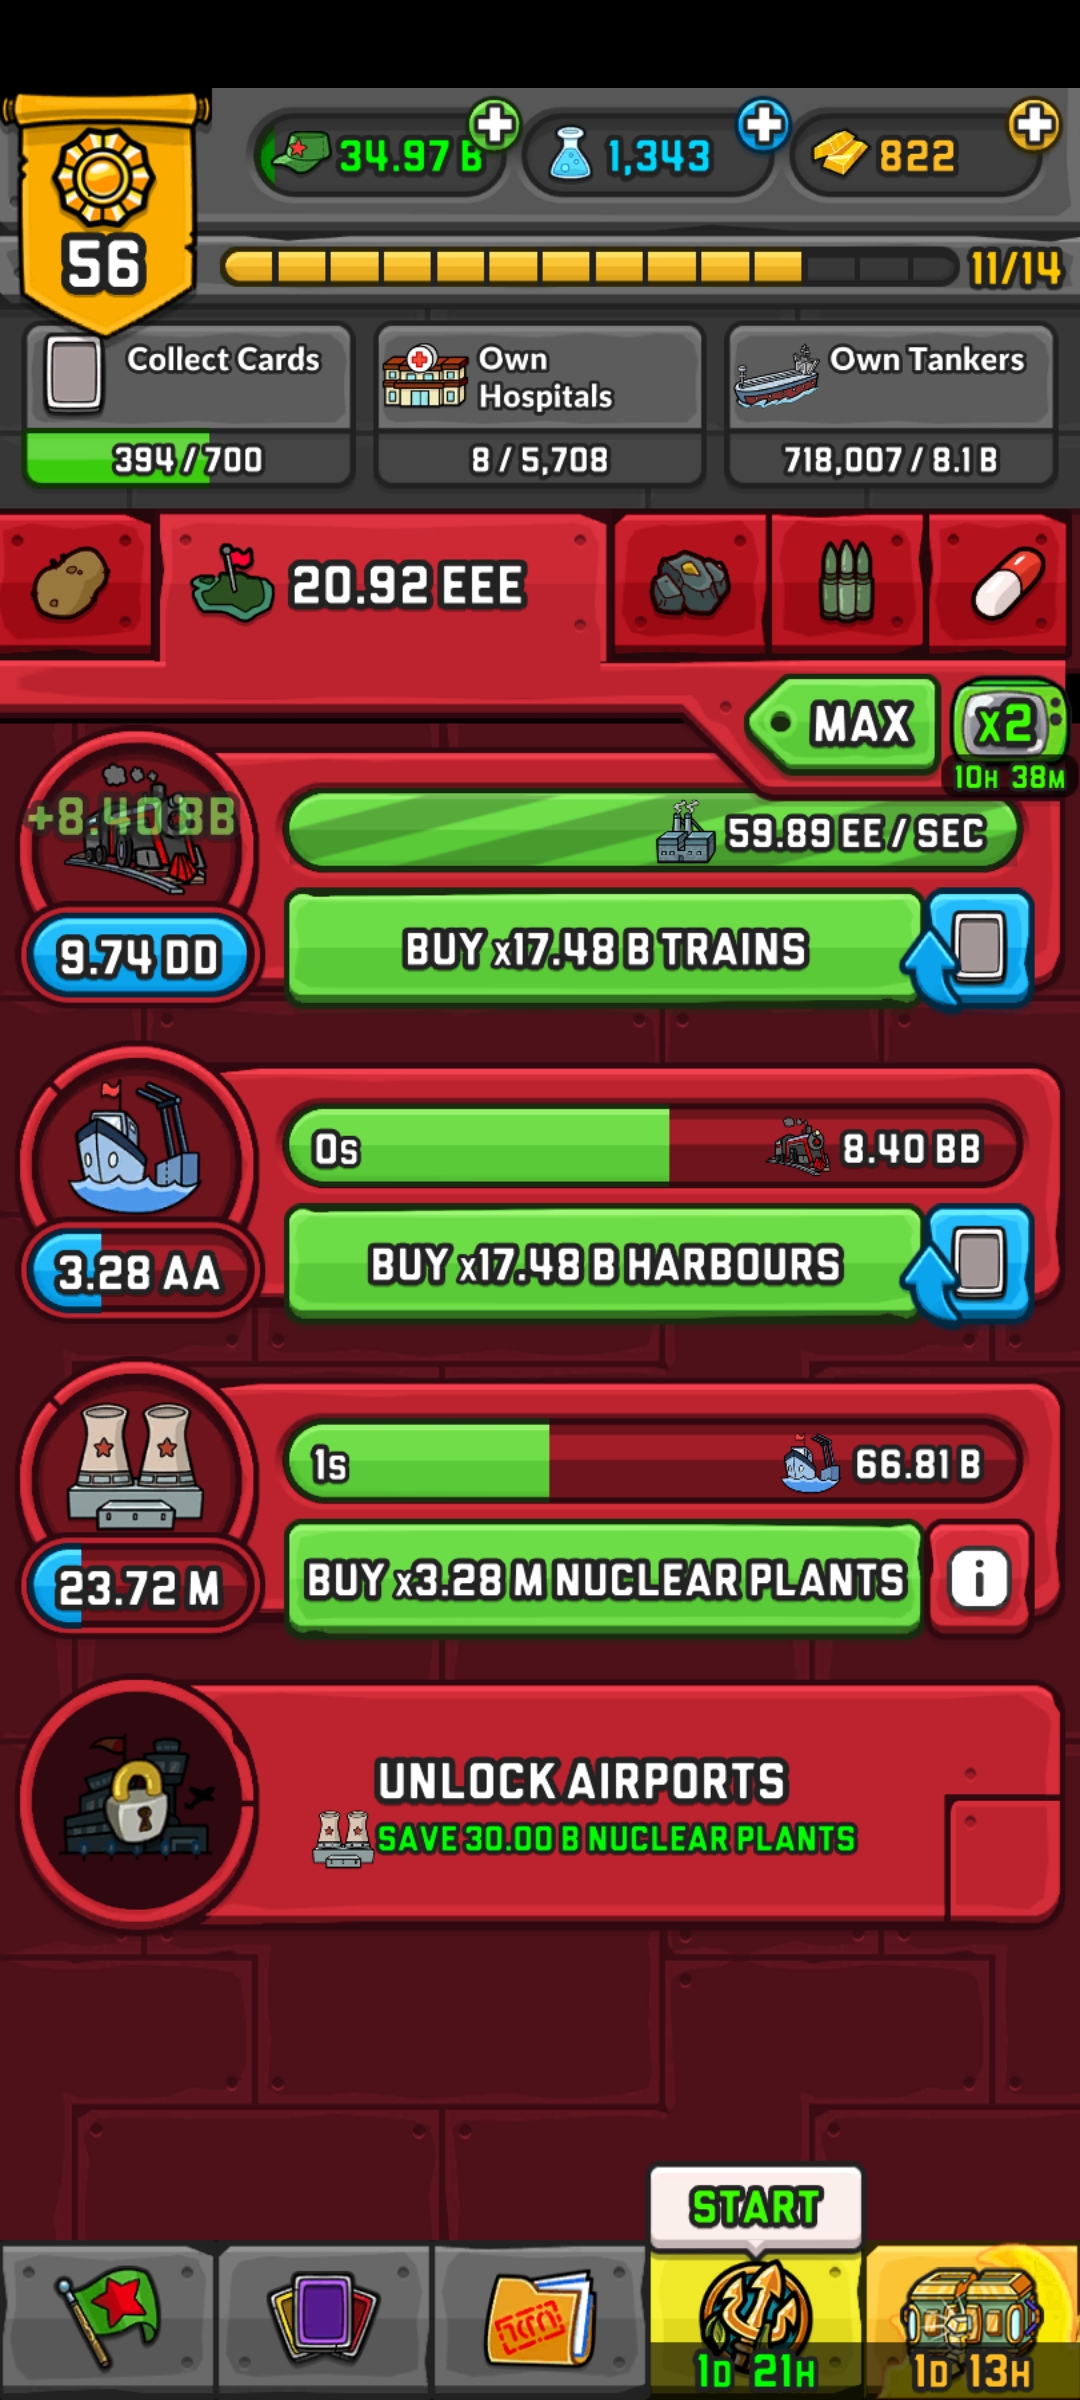 56
34.97 B
1,343
822
11/14
Collect Cards
394/700
Own
Hospitals
8/5,708
Own Tankers
718,007/8.1 B
20.92 EEE
MAX
x2
10H 38M
+8.40 BB
59.89 EE/SEC
9.74 DD
BUY x17.48 B TRAINS
0s
8.40 BB
3.28 AA
BUY x17.48 B HARBOURS
1s
66.81 B
23.72 M
BUY x3.28 M NUCLEAR PLANTS
i
UNLOCK AIRPORTS
SAVE 30.00 B NUCLEAR PLANTS
START
1D 21H
1D 13H